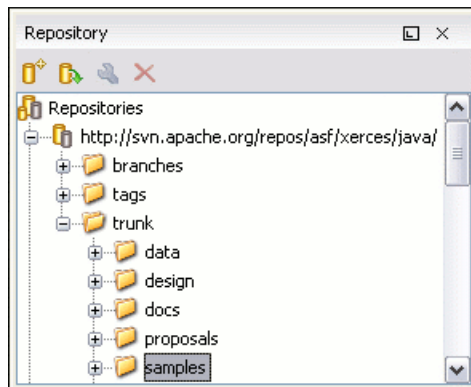 Repository
Repositories
http://svn.apache.org/repos/asf/xerces/java/
branches
tags
trunk
data
design
docs
proposals
samples